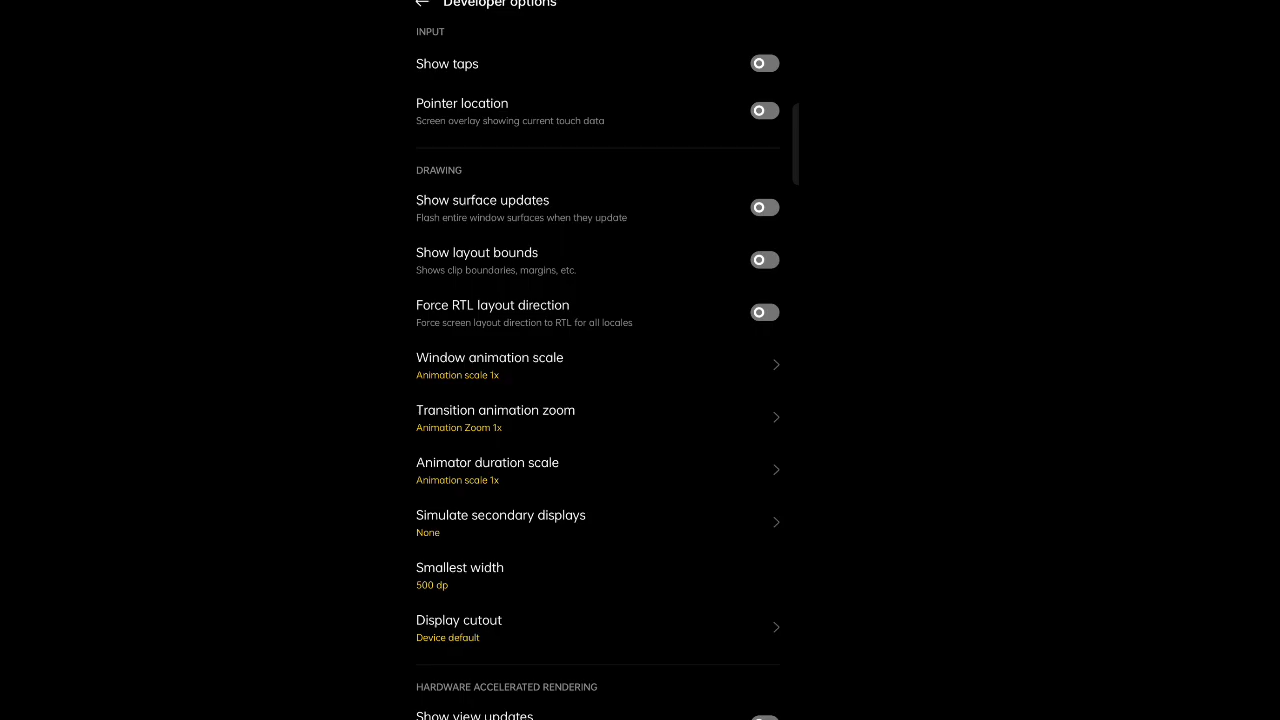 Developer options
INPUT
Show taps
Pointer location
Screen overlay showing current touch data
DRAWING
Show surface updates
Flash entire window surfaces when they update
Show layout bounds
Shows clip boundaries, margins, etc.
Force RTL layout direction
Force screen layout direction to RTL for all locales
Window animation scale
Animation scale 1x
Transition animation zoom
Animation Zoom 1x
Animator duration scale
Animation scale 1x
Simulate secondary displays
None
Smallest width
500 dp
Display cutout
Device default
HARDWARE ACCELERATED RENDERING
Show view updates